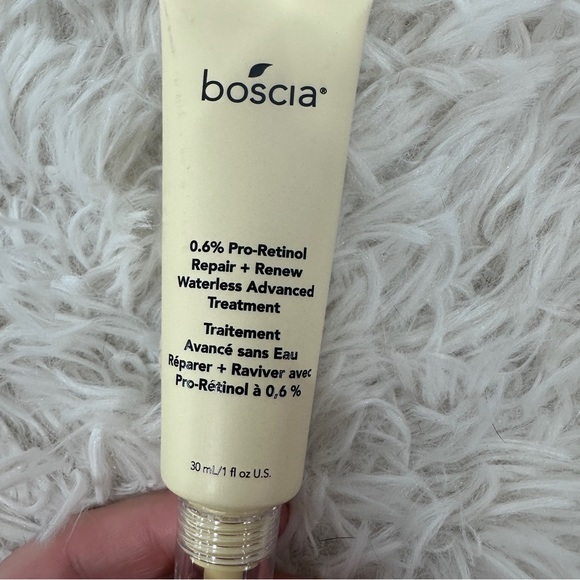 boscia®
0.6% Pro-Retinol
Repair + Renew
Waterless Advanced
Treatment
Traitement
Avancé sans Eau
Réparer + Raviver avec
Pro-Rétinol à 0,6 %
30 mL/1 fl oz U.S.